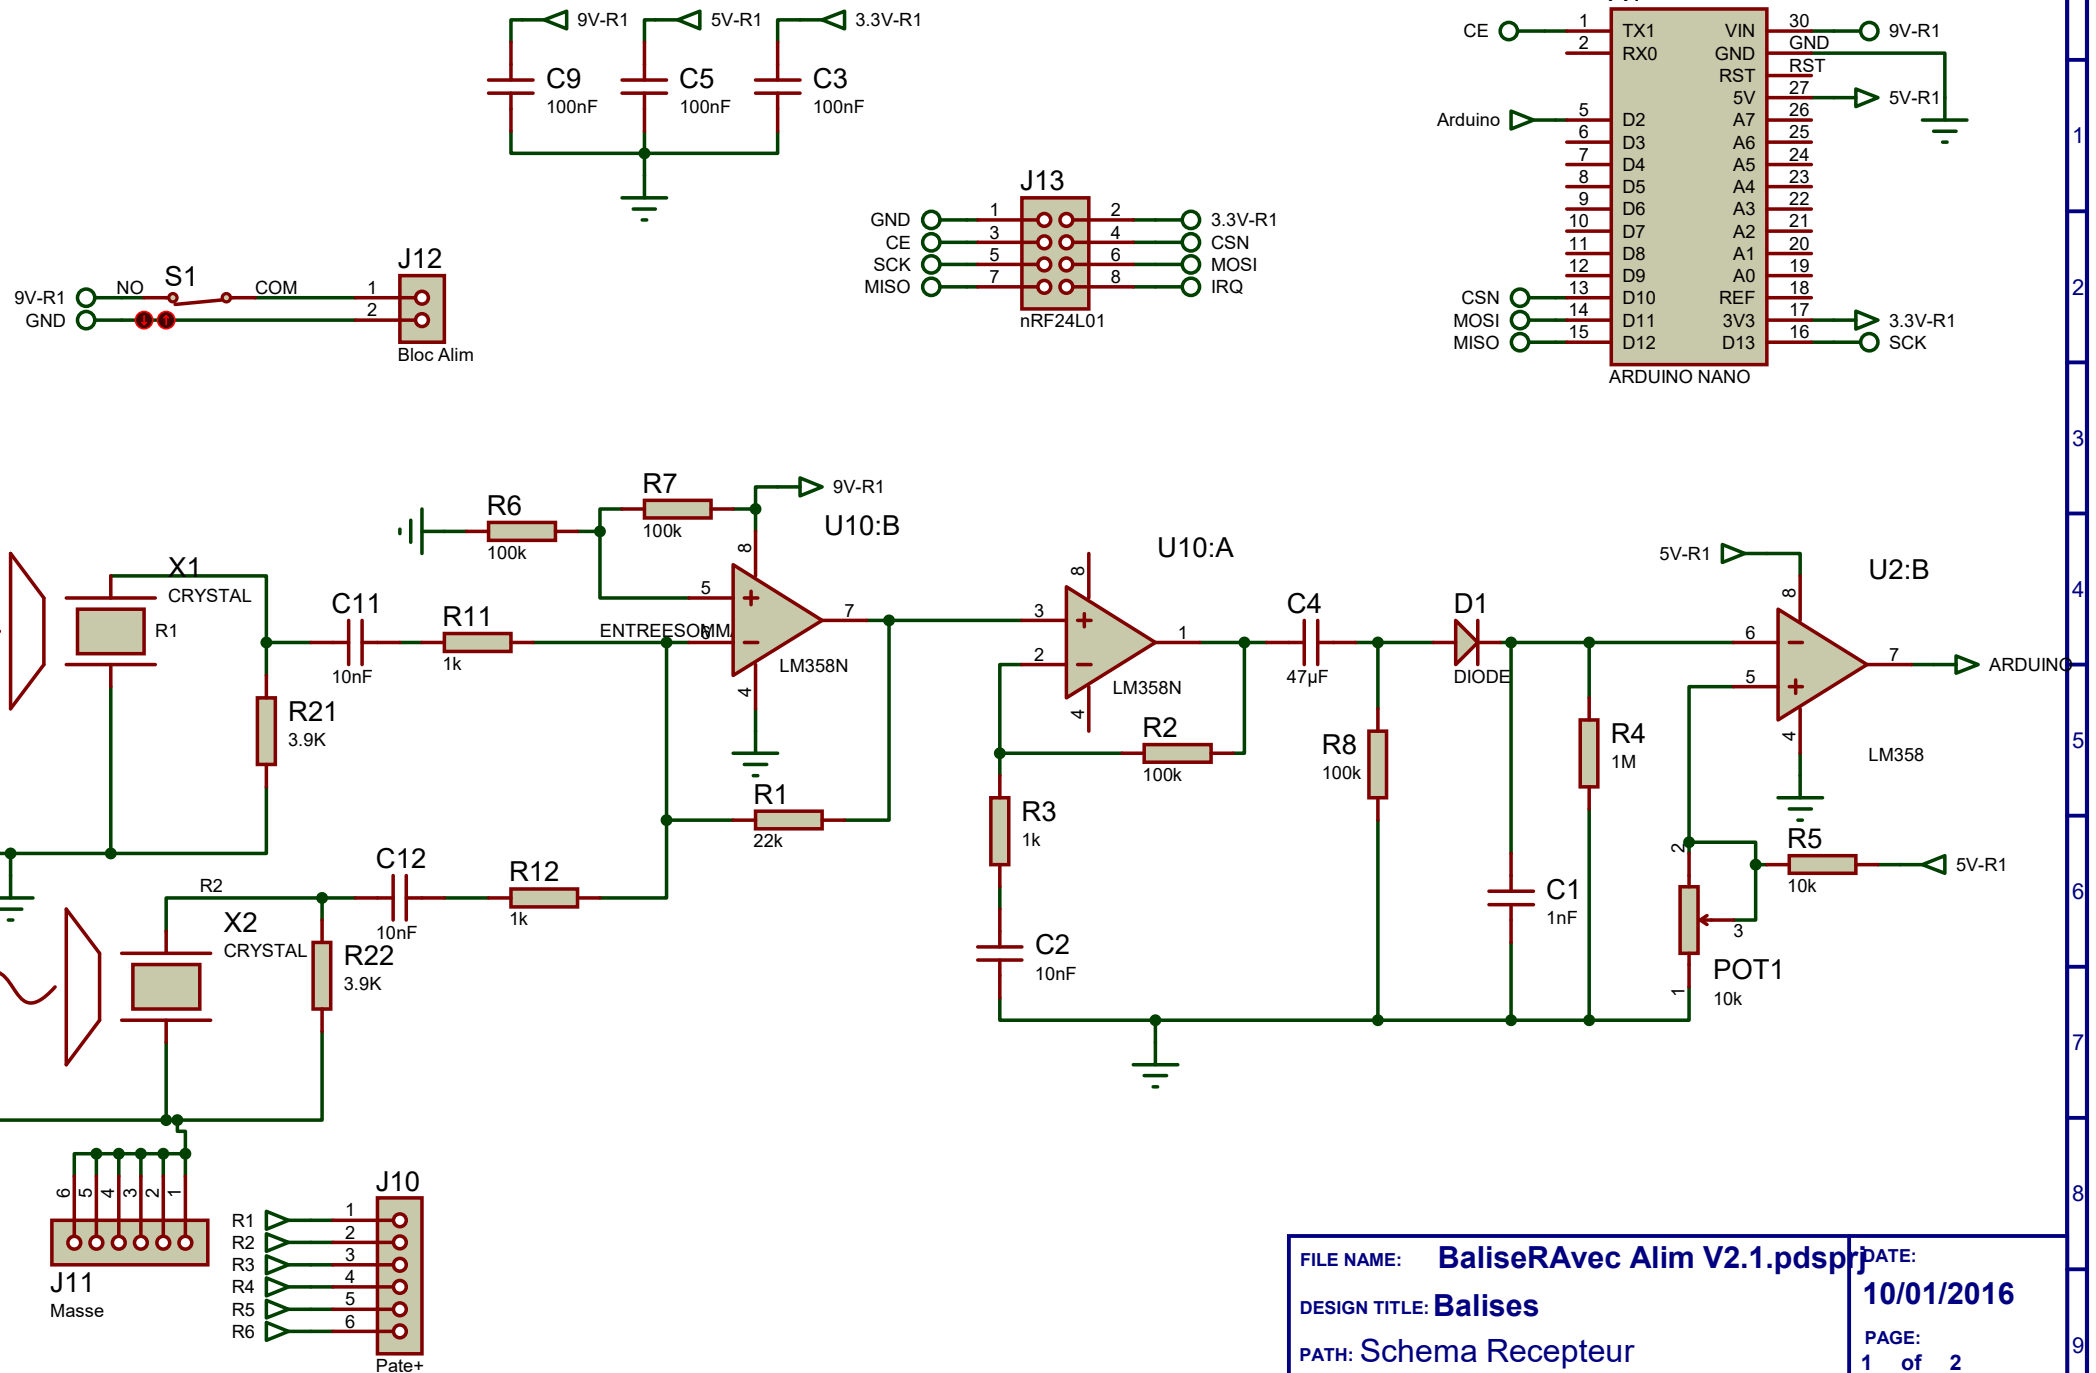 9V-R1
5V-R1
3.3V-R1
C9
100nF
C5
100nF
C3
100nF
CE
1
2
TX1
RX0
VIN
GND
RST
5V
30
GND
RST
27
9V-R1
5V-R1
Arduino
5
6
7
8
9
10
11
12
13
14
15
D2
D3
D4
D5
D6
D7
D8
D9
D10
D11
D12
A7
A6
A5
A4
A3
A2
A1
A0
REF
3V3
D13
26
25
24
23
22
21
20
19
18
17
16
CSN
MOSI
MISO
3.3V-R1
SCK
ARDUINO NANO
J13
GND
CE
SCK
MISO
1
3
5
7
2
4
6
8
3.3V-R1
CSN
MOSI
IRQ
nRF24L01
9V-R1
GND
NO
S1
COM
1
2
J12
Bloc Alim
R6
100k
R7
100k
9V-R1
U10:B
8
5
6
7
4
LM358N
ENTREESOMMA
X1
CRYSTAL
R1
C11
10nF
R11
1k
R21
3.9K
R1
22k
C12
10nF
R12
1k
R2
X2
CRYSTAL
R22
3.9K
U10:A
8
3
2
1
4
LM358N
R2
100k
R3
1k
C2
10nF
C4
47µF
D1
DIODE
R8
100k
C1
1nF
R4
1M
5V-R1
U2:B
8
6
5
7
4
LM358
ARDUINO
R5
10k
5V-R1
2
3
1
POT1
10k
6
5
4
3
2
1
J11
Masse
J10
R1
R2
R3
R4
R5
R6
1
2
3
4
5
6
Pate+
1
2
3
4
5
6
7
8
9
FILE NAME: BaliseRAvec Alim V2.1.pdsprj
DESIGN TITLE: Balises
PATH: Schema Recepteur
DATE:
10/01/2016
PAGE:
1 of 2